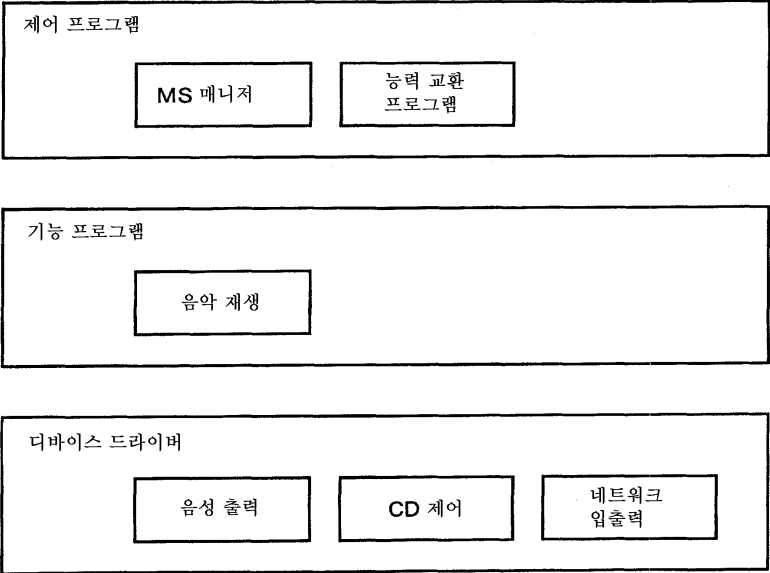 제어 프로그램
MS 매니저
능력 교환
프로그램
기능 프로그램
음악 재생
디바이스 드라이버
음성 출력
CD 제어
네트워크
입출력